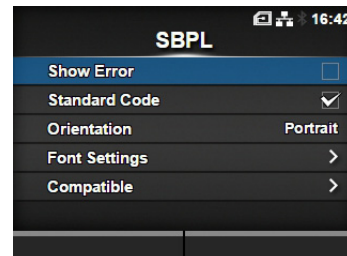 16:42
SBPL
Show Error
Standard Code
Orientation Portrait
Font Settings
Compatible